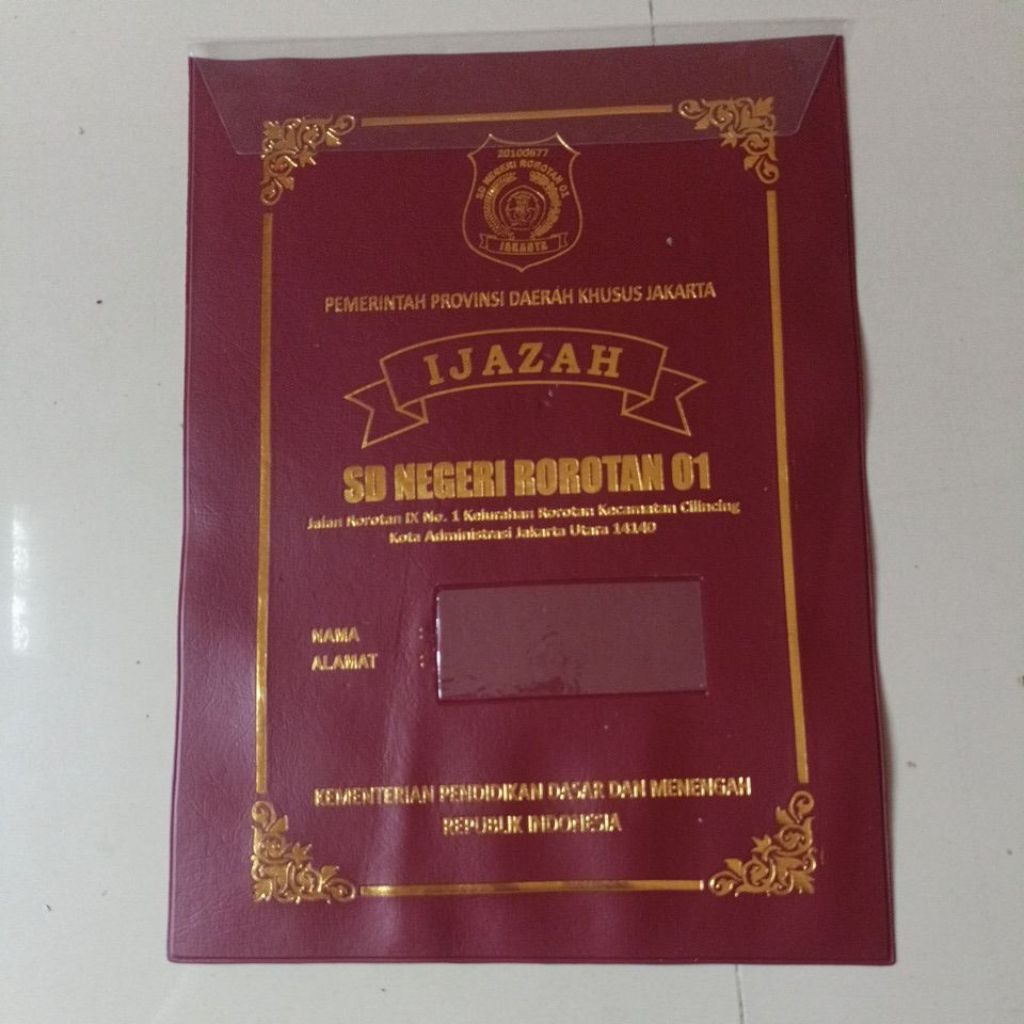 20100677
SD NEGERI ROROTAN 01
JAKARTA
PEMERINTAH PROVINSI DAERAH KHUSUS JAKARTA
IJAZAH
SD NEGERI ROROTAN 01
Jalan Rorotan IX No. 1 Kelurahan Rorotan Kecamatan Cilincing
Kota Administrasi Jakarta Utara 14140
NAMA :
ALAMAT :
KEMENTERIAN PENDIDIKAN DASAR DAN MENENGAH
REPUBLIK INDONESIA